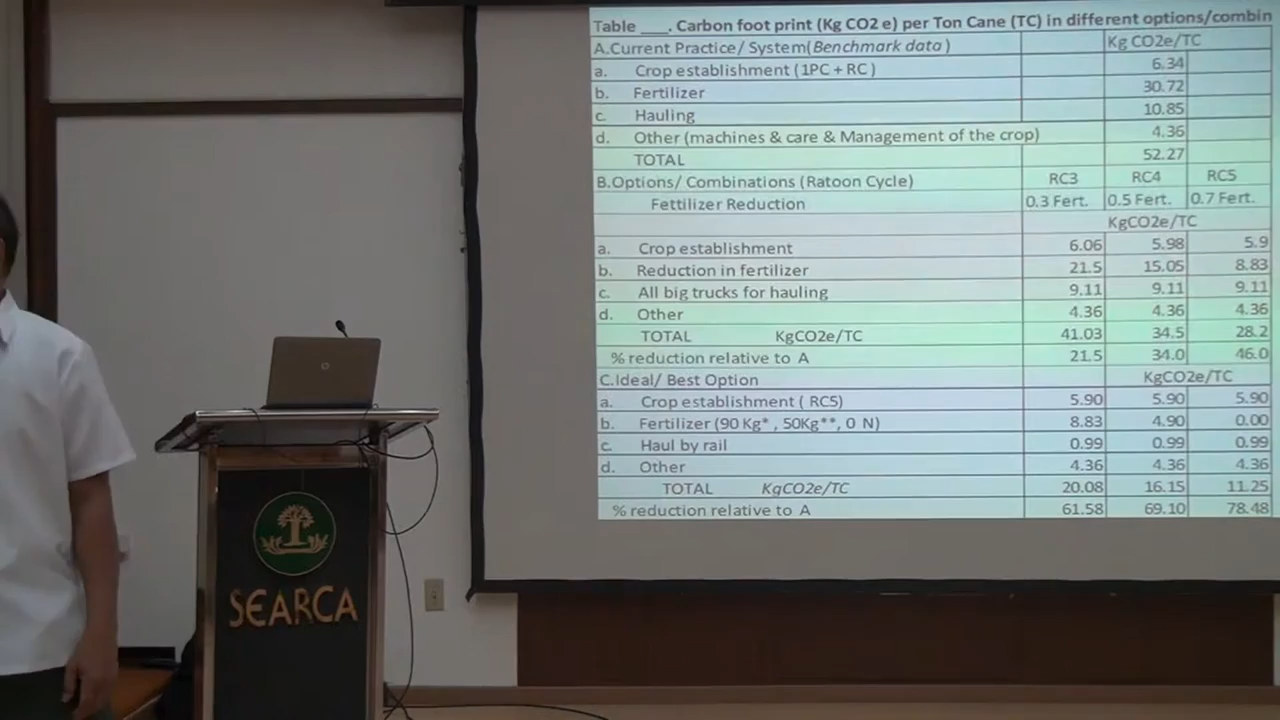 Table ___. Carbon foot print (Kg CO2 e) per Ton Cane (TC) in different options/combin
A.Current Practice/ System(Benchmark data) Kg CO2e/TC
a. Crop establishment (1PC + RC) 6.34
b. Fertilizer 30.72
c. Hauling 10.85
d. Other (machines & care & Management of the crop) 4.36
TOTAL 52.27
B.Options/ Combinations (Ratoon Cycle) RC3 RC4 RC5
Fettilizer Reduction 0.3 Fert. 0.5 Fert. 0.7 Fert.
KgCO2e/TC
a. Crop establishment 6.06 5.98 5.9
b. Reduction in fertilizer 21.5 15.05 8.83
c. All big trucks for hauling 9.11 9.11 9.11
d. Other 4.36 4.36 4.36
TOTAL KgCO2e/TC 41.03 34.5 28.2
% reduction relative to A 21.5 34.0 46.0
C.Ideal/ Best Option KgCO2e/TC
a. Crop establishment ( RC5) 5.90 5.90 5.90
b. Fertilizer (90 Kg* , 50Kg**, 0 N) 8.83 4.90 0.00
c. Haul by rail 0.99 0.99 0.99
d. Other 4.36 4.36 4.36
TOTAL KgCO2e/TC 20.08 16.15 11.25
% reduction relative to A 61.58 69.10 78.48
SEARCA